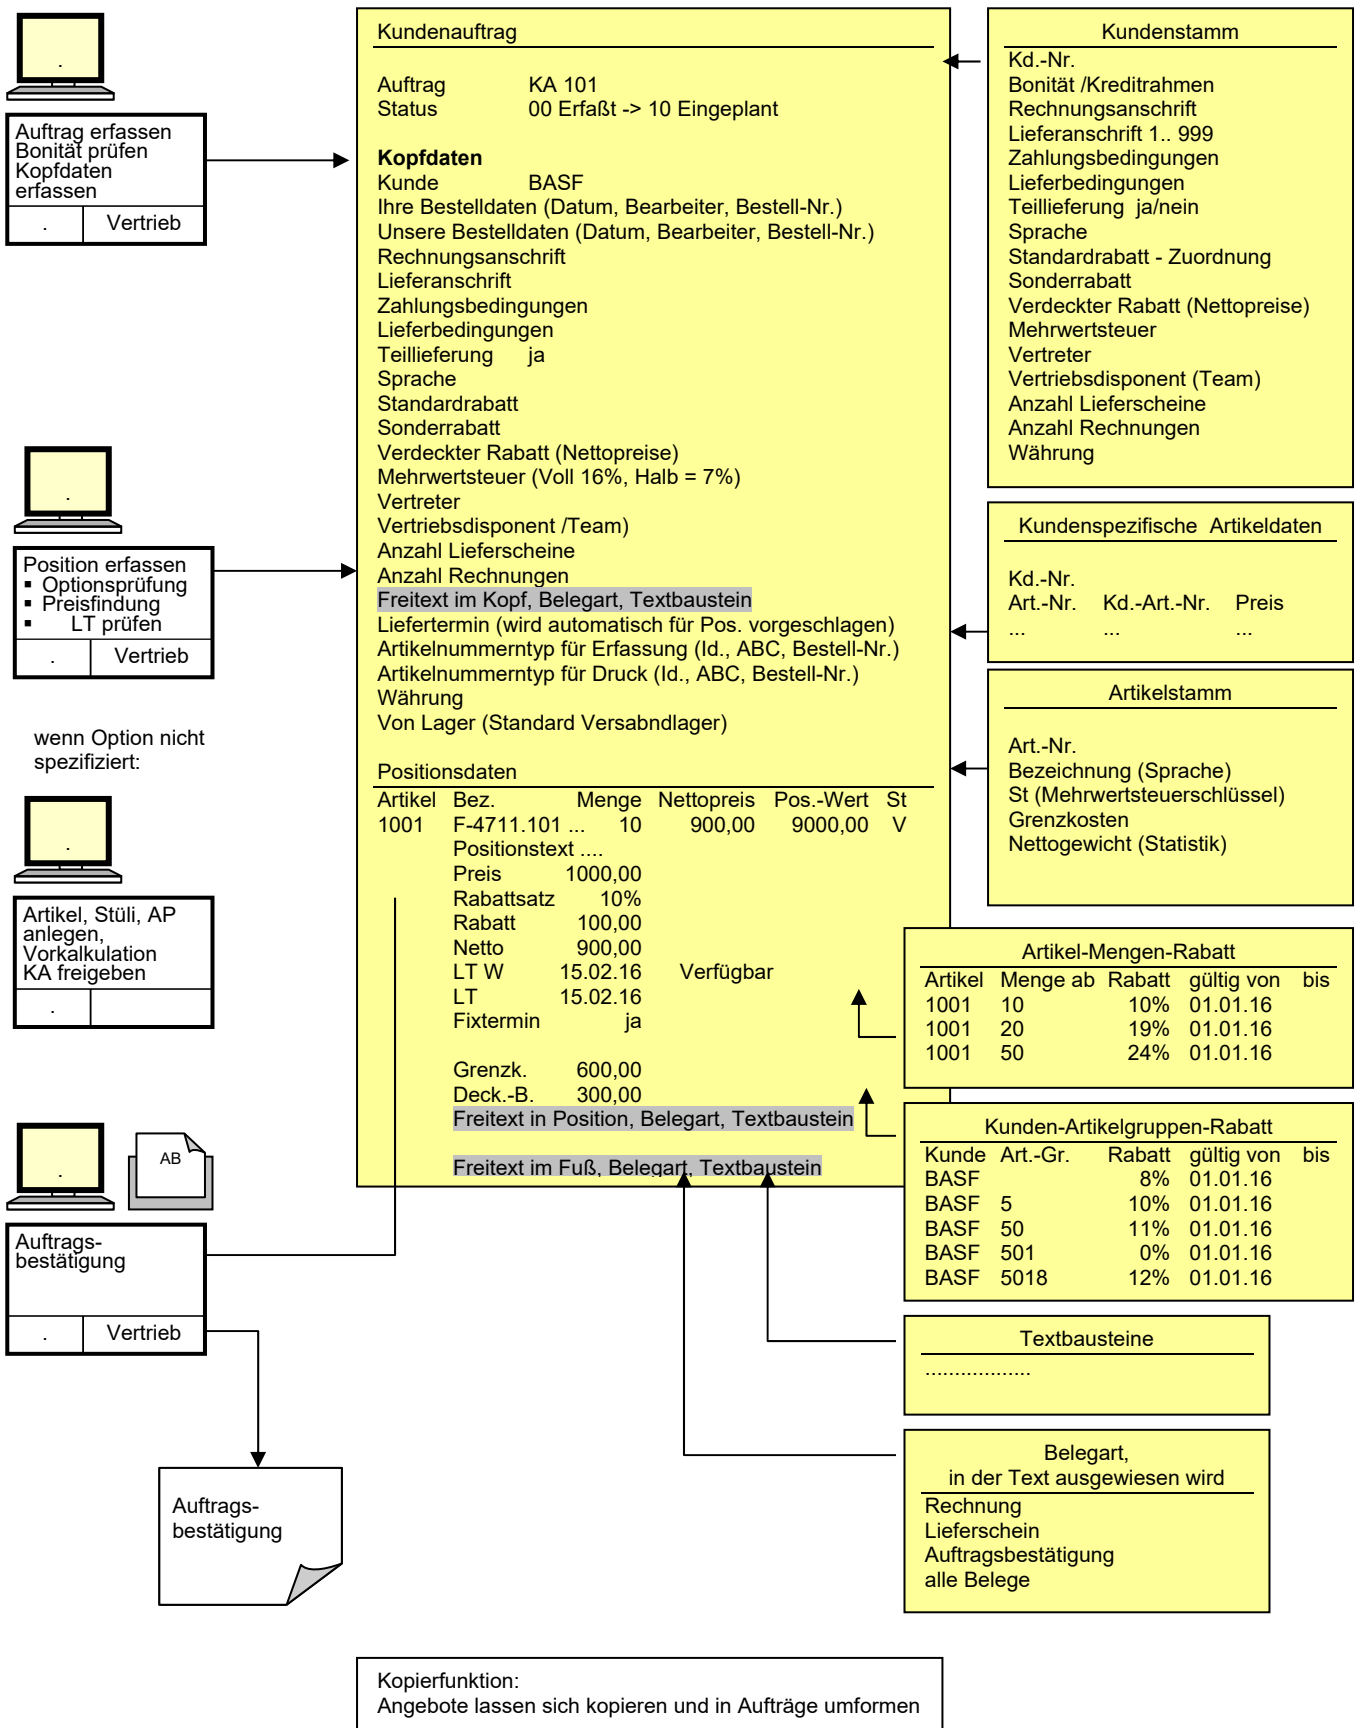 Auftrag erfassen
Bonität prüfen
Kopfdaten
erfassen
. Vertrieb
Position erfassen
▪ Optionsprüfung
▪ Preisfindung
▪ LT prüfen
. Vertrieb
wenn Option nicht
spezifiziert:
Artikel, Stüli, AP
anlegen,
Vorkalkulation
KA freigeben
.
AB
Auftrags-
bestätigung
. Vertrieb
Auftrags-
bestätigung
Kundenauftrag
Auftrag KA 101
Status 00 Erfaßt -> 10 Eingeplant
Kopfdaten
Kunde BASF
Ihre Bestelldaten (Datum, Bearbeiter, Bestell-Nr.)
Unsere Bestelldaten (Datum, Bearbeiter, Bestell-Nr.)
Rechnungsanschrift
Lieferanschrift
Zahlungsbedingungen
Lieferbedingungen
Teillieferung ja
Sprache
Standardrabatt
Sonderrabatt
Verdeckter Rabatt (Nettopreise)
Mehrwertsteuer (Voll 16%, Halb = 7%)
Vertreter
Vertriebsdisponent /Team)
Anzahl Lieferscheine
Anzahl Rechnungen
Freitext im Kopf, Belegart, Textbaustein
Liefertermin (wird automatisch für Pos. vorgeschlagen)
Artikelnummerntyp für Erfassung (Id., ABC, Bestell-Nr.)
Artikelnummerntyp für Druck (Id., ABC, Bestell-Nr.)
Währung
Von Lager (Standard Versabndlager)
Positionsdaten
Artikel Bez. Menge Nettopreis Pos.-Wert St
1001 F-4711.101 ... 10 900,00 9000,00 V
Positionstext ....
Preis 1000,00
Rabattsatz 10%
Rabatt 100,00
Netto 900,00
LT W 15.02.16 Verfügbar
LT 15.02.16
Fixtermin ja
Grenzk. 600,00
Deck.-B. 300,00
Freitext in Position, Belegart, Textbaustein
Freitext im Fuß, Belegart, Textbaustein
Kundenstamm
Kd.-Nr.
Bonität /Kreditrahmen
Rechnungsanschrift
Lieferanschrift 1.. 999
Zahlungsbedingungen
Lieferbedingungen
Teillieferung ja/nein
Sprache
Standardrabatt - Zuordnung
Sonderrabatt
Verdeckter Rabatt (Nettopreise)
Mehrwertsteuer
Vertreter
Vertriebsdisponent (Team)
Anzahl Lieferscheine
Anzahl Rechnungen
Währung
Kundenspezifische Artikeldaten
Kd.-Nr.
Art.-Nr. Kd.-Art.-Nr. Preis
... ... ...
Artikelstamm
Art.-Nr.
Bezeichnung (Sprache)
St (Mehrwertsteuerschlüssel)
Grenzkosten
Nettogewicht (Statistik)
Artikel-Mengen-Rabatt
Artikel Menge ab Rabatt gültig von bis
1001 10 10% 01.01.16
1001 20 19% 01.01.16
1001 50 24% 01.01.16
Kunden-Artikelgruppen-Rabatt
Kunde Art.-Gr. Rabatt gültig von bis
BASF 8% 01.01.16
BASF 5 10% 01.01.16
BASF 50 11% 01.01.16
BASF 501 0% 01.01.16
BASF 5018 12% 01.01.16
Textbausteine
..................
Belegart,
in der Text ausgewiesen wird
Rechnung
Lieferschein
Auftragsbestätigung
alle Belege
Kopierfunktion:
Angebote lassen sich kopieren und in Aufträge umformen